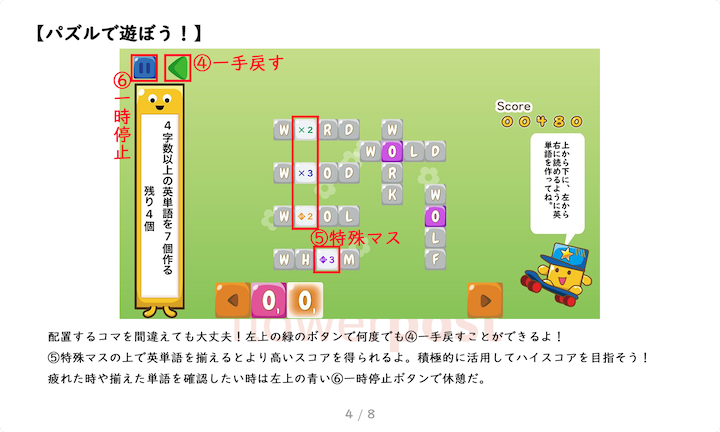 【パズルで遊ぼう！】
④一手戻す
⑥一時停止
4字数以上の英単語を7個作る
残り4個
Score
00480
上から下に、左から
右に読めるように英
単語を作ってね。
W ×2 R D
W
W O L D
R
K
W ×3 O D
W
O
L
F
W ✥2 O L
⑤特殊マス
W H ✥3 M
O1 O1
配置するコマを間違えても大丈夫！左上の緑のボタンで何度でも④一手戻すことができるよ！
⑤特殊マスの上で英単語を揃えるとより高いスコアを得られるよ。積極的に活用してハイスコアを目指そう！
疲れた時や揃えた単語を確認したい時は左上の青い⑥一時停止ボタンで休憩だ。
flowerpost
4 / 8